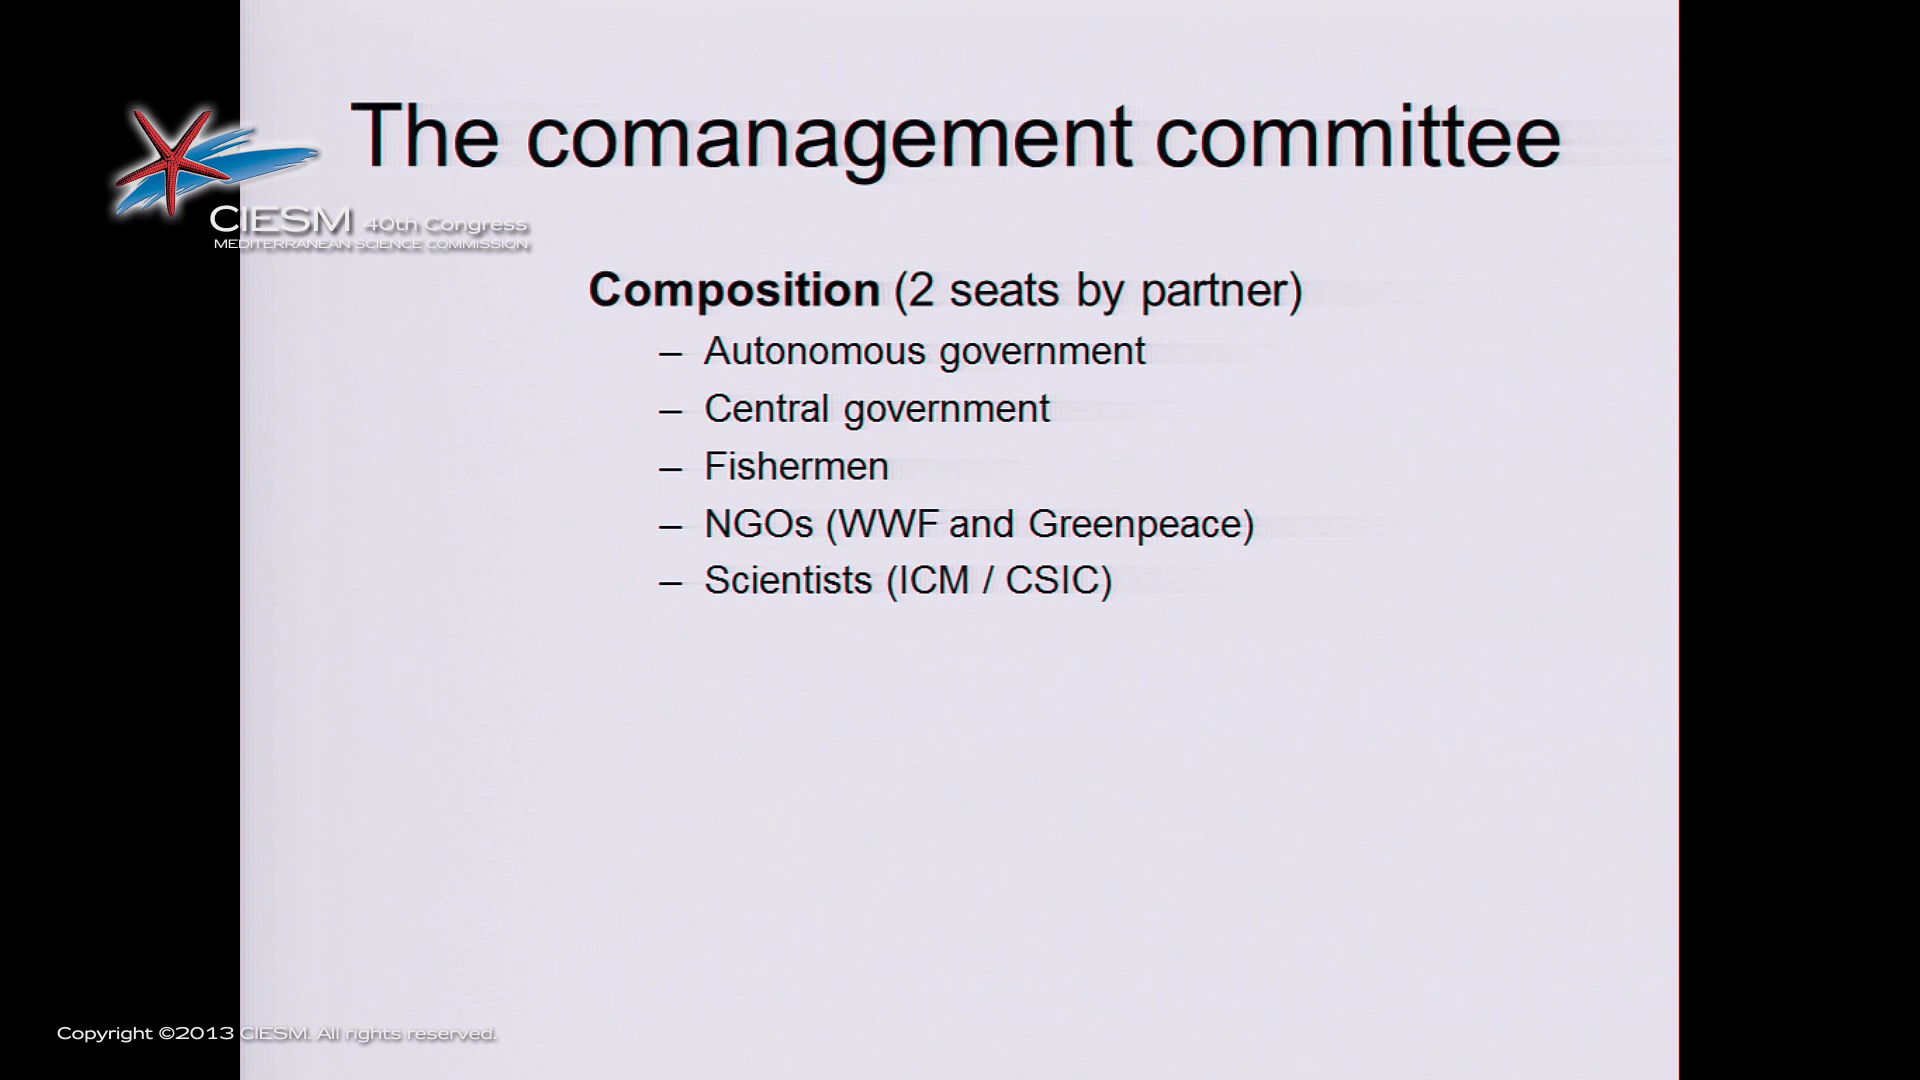 The comanagement committee
CIESM 40th Congress
MEDITERRANEAN SCIENCE COMMISSION
Composition (2 seats by partner)
– Autonomous government
– Central government
– Fishermen
– NGOs (WWF and Greenpeace)
– Scientists (ICM / CSIC)
Copyright ©2013 CIESM. All rights reserved.